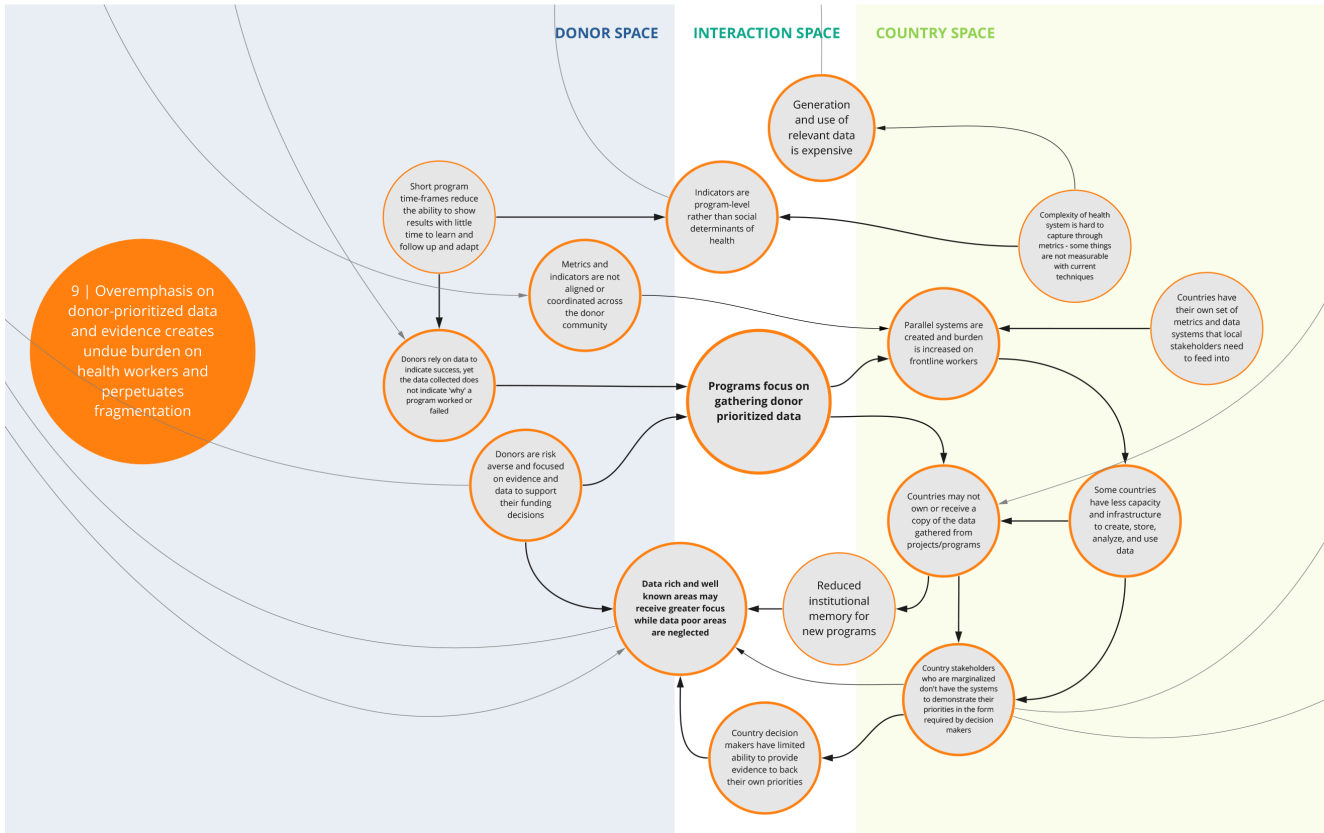 DONOR SPACE
INTERACTION SPACE
COUNTRY SPACE
Generation
and use of
relevant data
is expensive
Short program
time-frames reduce
the ability to show
results with little
time to learn and
follow up and adapt
Indicators are
program-level
rather than social
determinants of
health
Complexity of health
system is hard to
capture through
metrics - some things
are not measurable
with current
techniques
9 | Overemphasis on
donor-prioritized data
and evidence creates
undue burden on
health workers and
perpetuates
fragmentation
Metrics and
indicators are not
aligned or
coordinated across
the donor
community
Countries have
their own set of
metrics and data
systems that local
stakeholders need
to feed into
Parallel systems are
created and burden
is increased on
frontline workers
Donors rely on data to
indicate success, yet
the data collected does
not indicate 'why' a
program worked or
failed
Programs focus on
gathering donor
prioritized data
Donors are risk
averse and focused
on evidence and
data to support
their funding
decisions
Countries may not
own or receive a
copy of the data
gathered from
projects/programs
Some countries
have less capacity
and infrastructure
to create, store,
analyze, and use
data
Data rich and well
known areas may
receive greater focus
while data poor areas
are neglected
Reduced
institutional
memory for
new programs
Country stakeholders
who are marginalized
don't have the systems
to demonstrate their
priorities in the form
required by decision
makers
Country decision
makers have limited
ability to provide
evidence to back
their own priorities